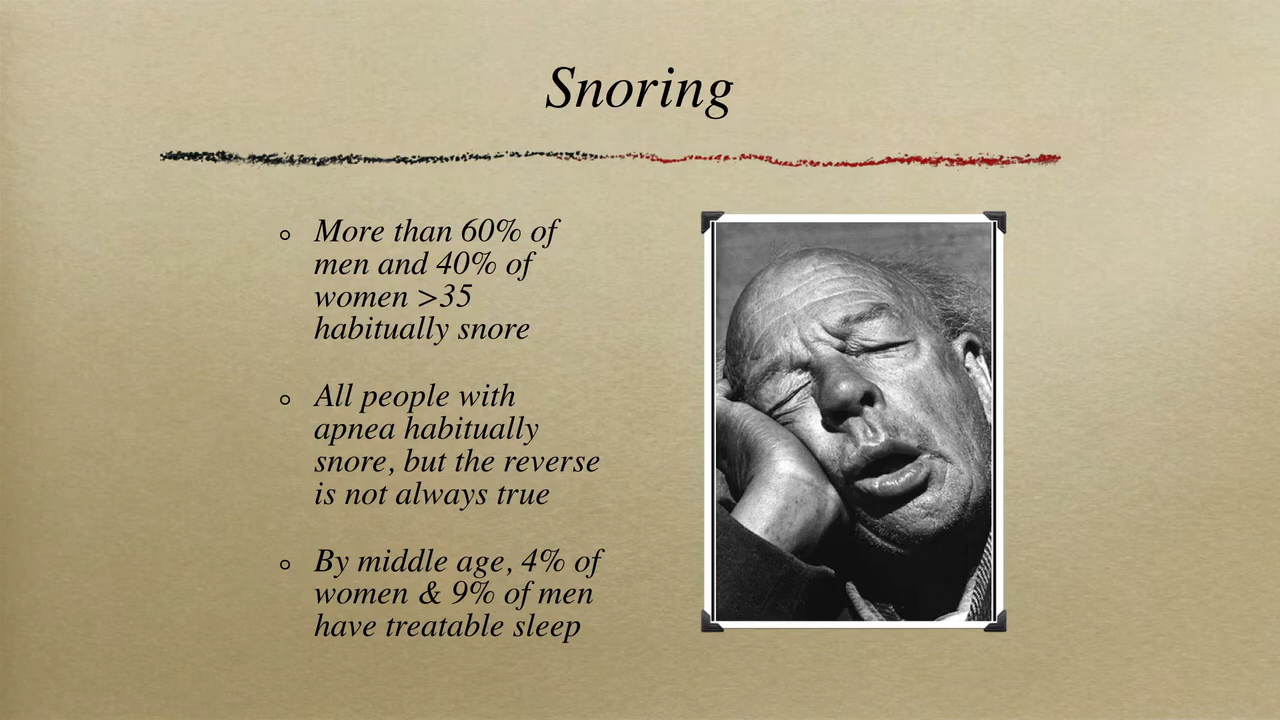 Snoring
More than 60% of
men and 40% of
women >35
habitually snore
All people with
apnea habitually
snore, but the reverse
is not always true
By middle age, 4% of
women & 9% of men
have treatable sleep